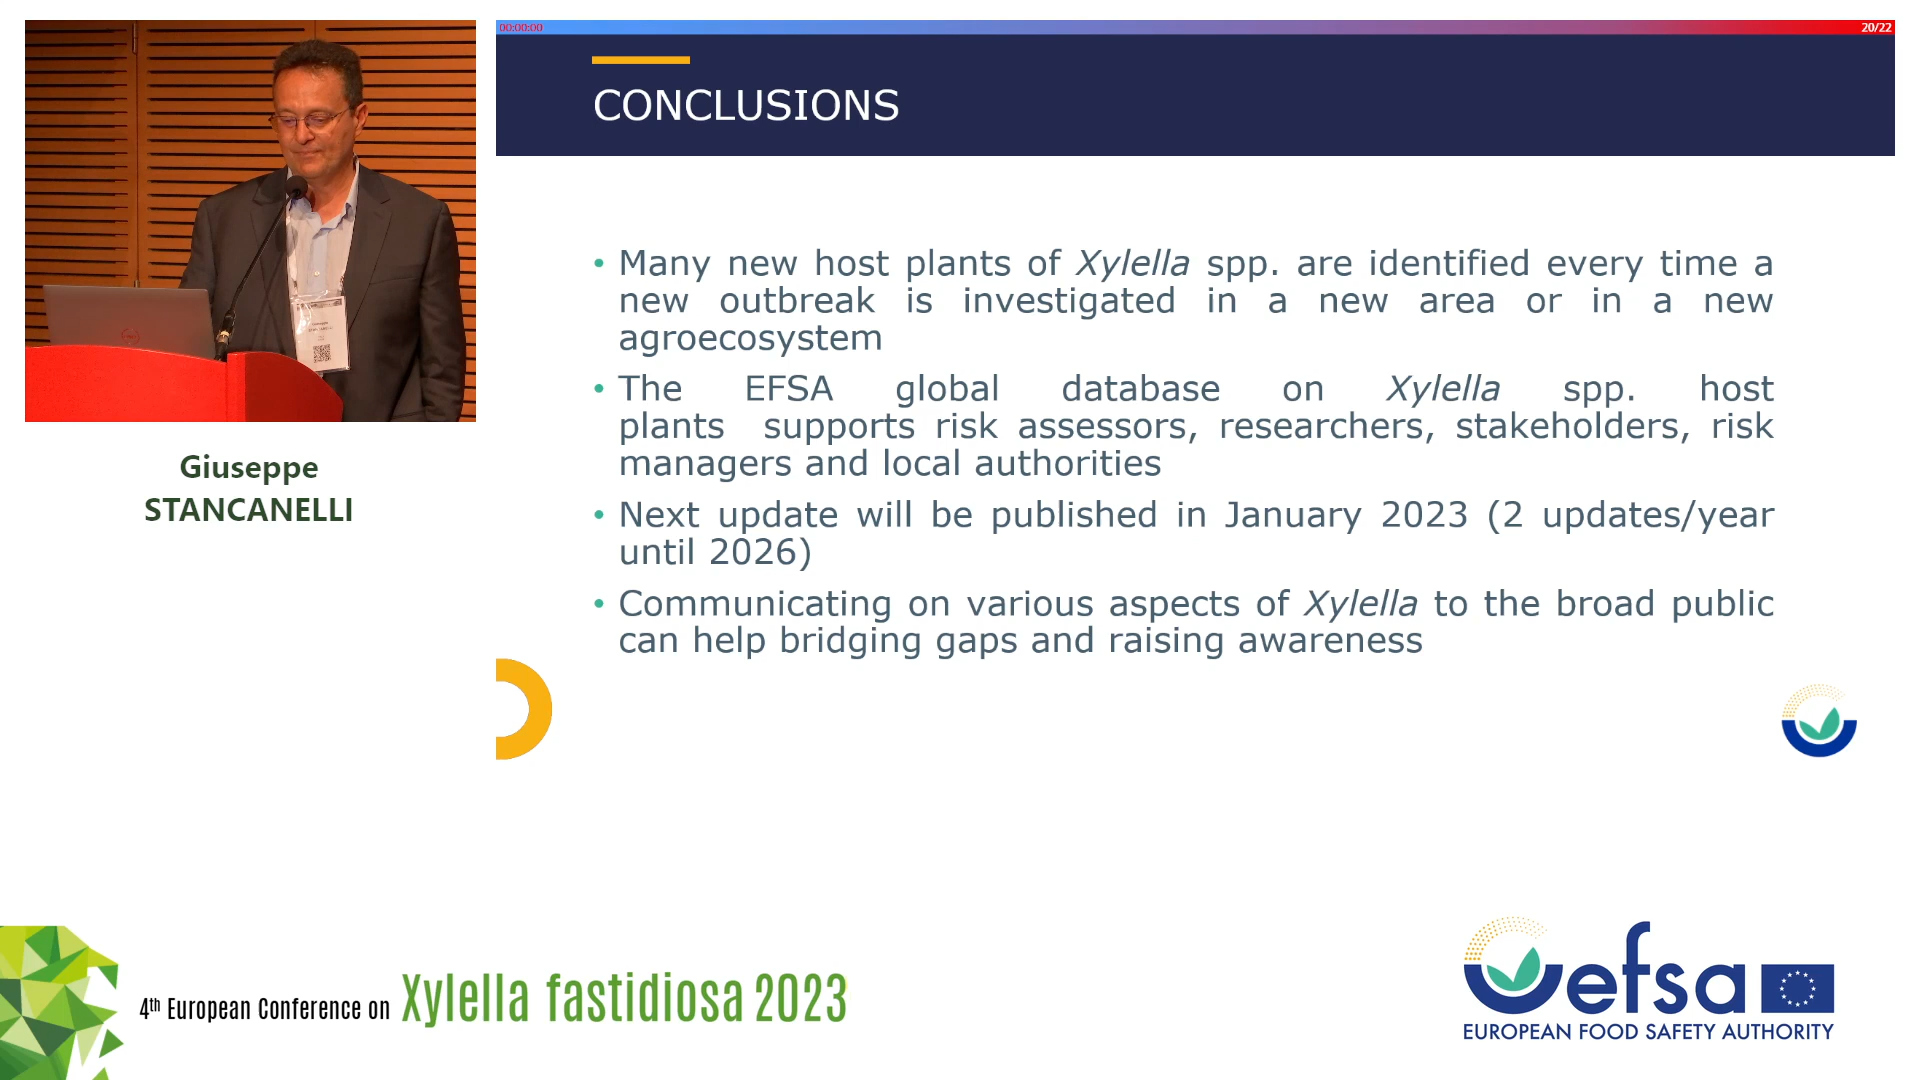 00:00:00
20/22
CONCLUSIONS
• Many new host plants of Xylella spp. are identified every time a
new outbreak is investigated in a new area or in a new
agroecosystem
• The EFSA global database on Xylella spp. host
plants supports risk assessors, researchers, stakeholders, risk
managers and local authorities
• Next update will be published in January 2023 (2 updates/year
until 2026)
• Communicating on various aspects of Xylella to the broad public
can help bridging gaps and raising awareness
Giuseppe
STANCANELLI
4th European Conference on Xylella fastidiosa 2023
efsa
EUROPEAN FOOD SAFETY AUTHORITY